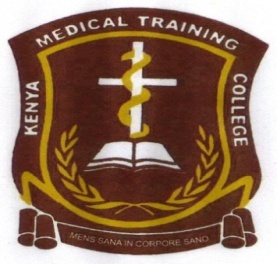 KENYA MEDICAL TRAINING COLLEGE
MENS SANA IN CORPORE SANO